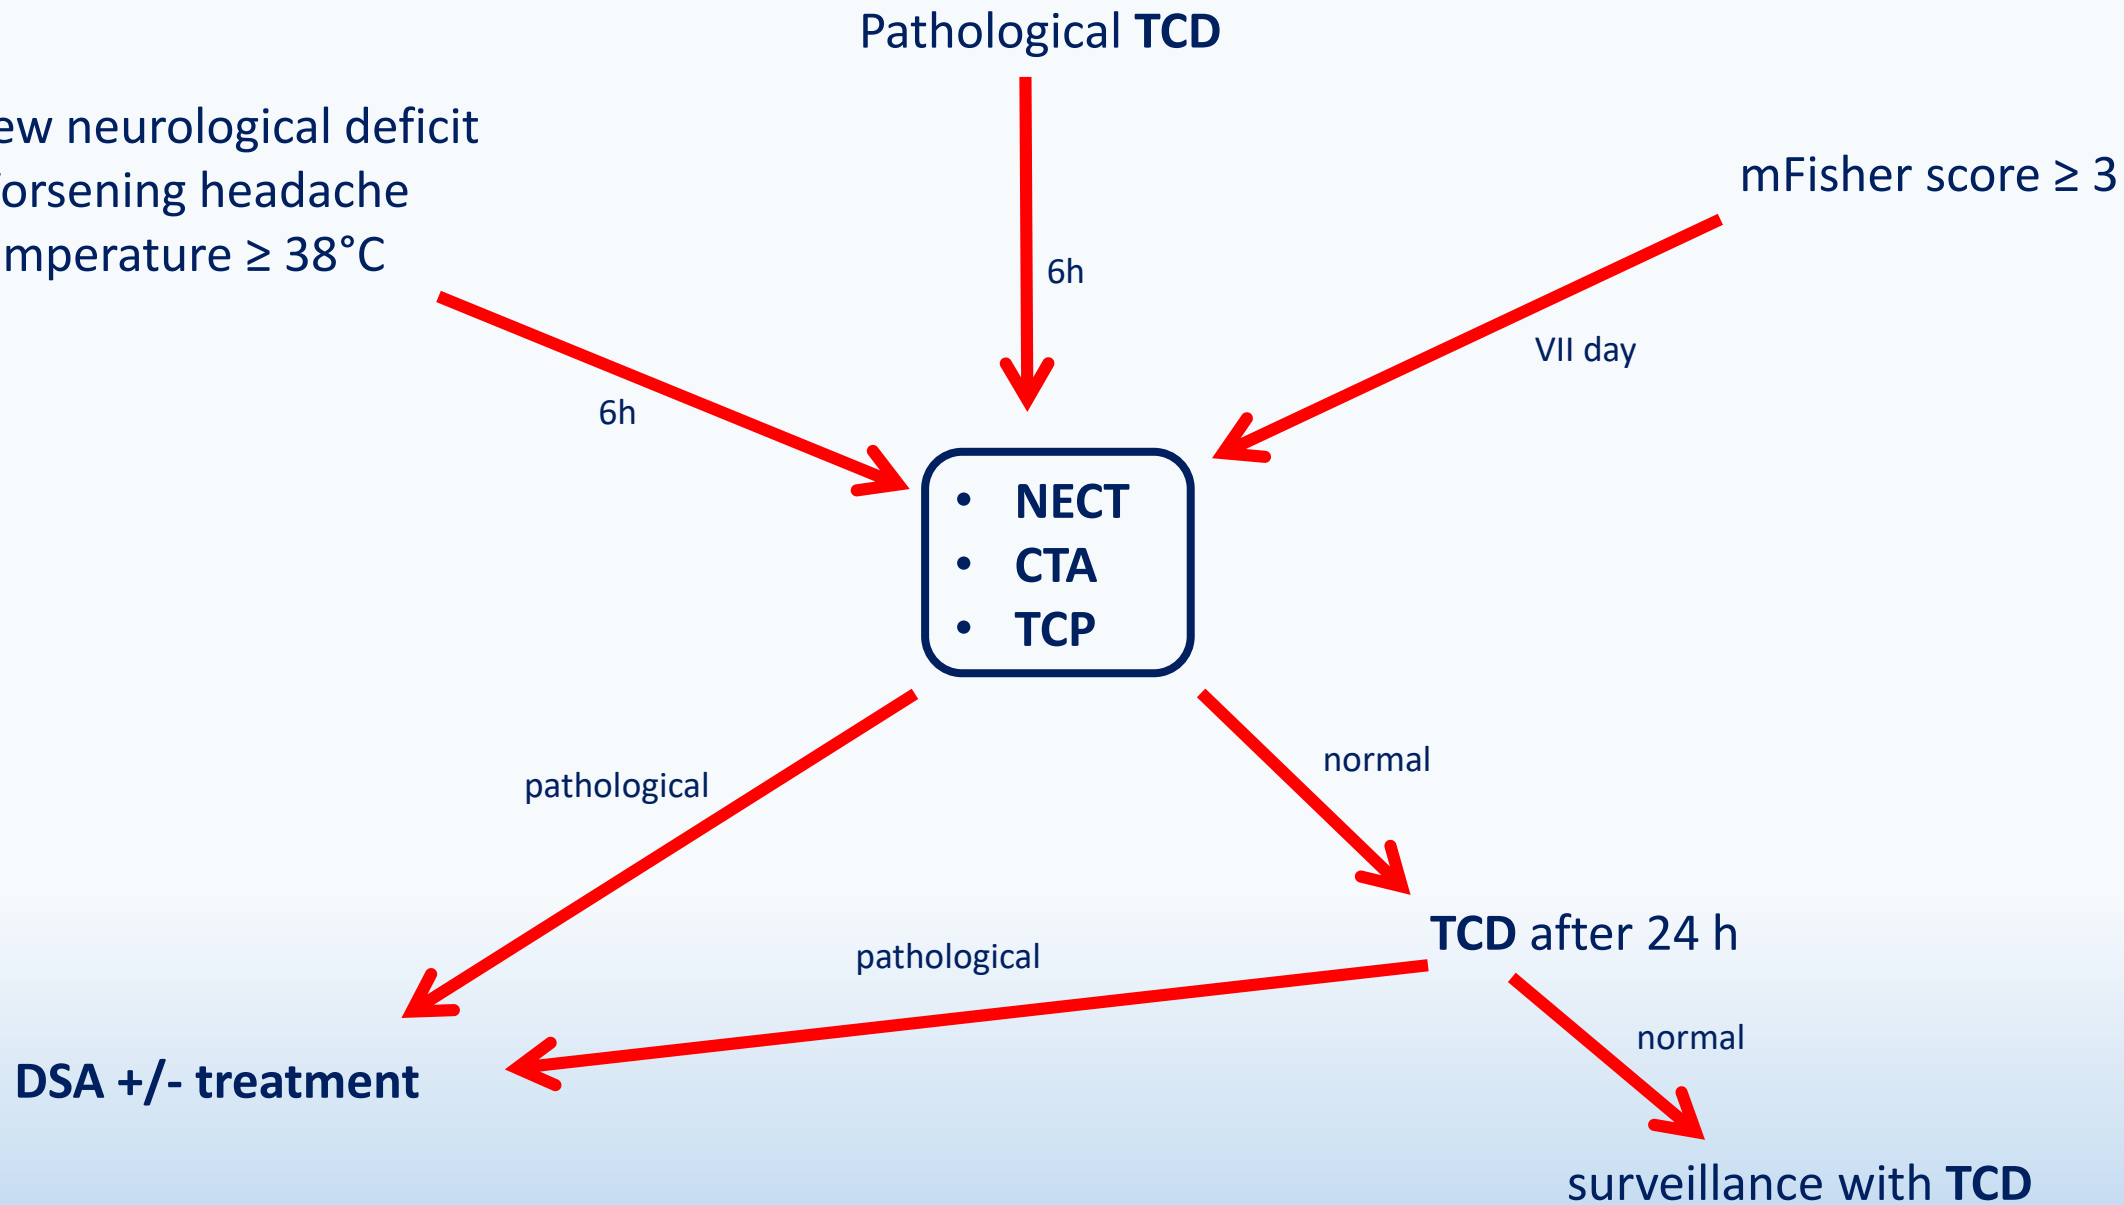 Pathological TCD
ew neurological deficit
orsening headache
mperature ≥ 38°C
mFisher score ≥ 3
6h
VII day
6h
• NECT
• CTA
• TCP
normal
pathological
TCD after 24 h
pathological
normal
DSA +/- treatment
surveillance with TCD